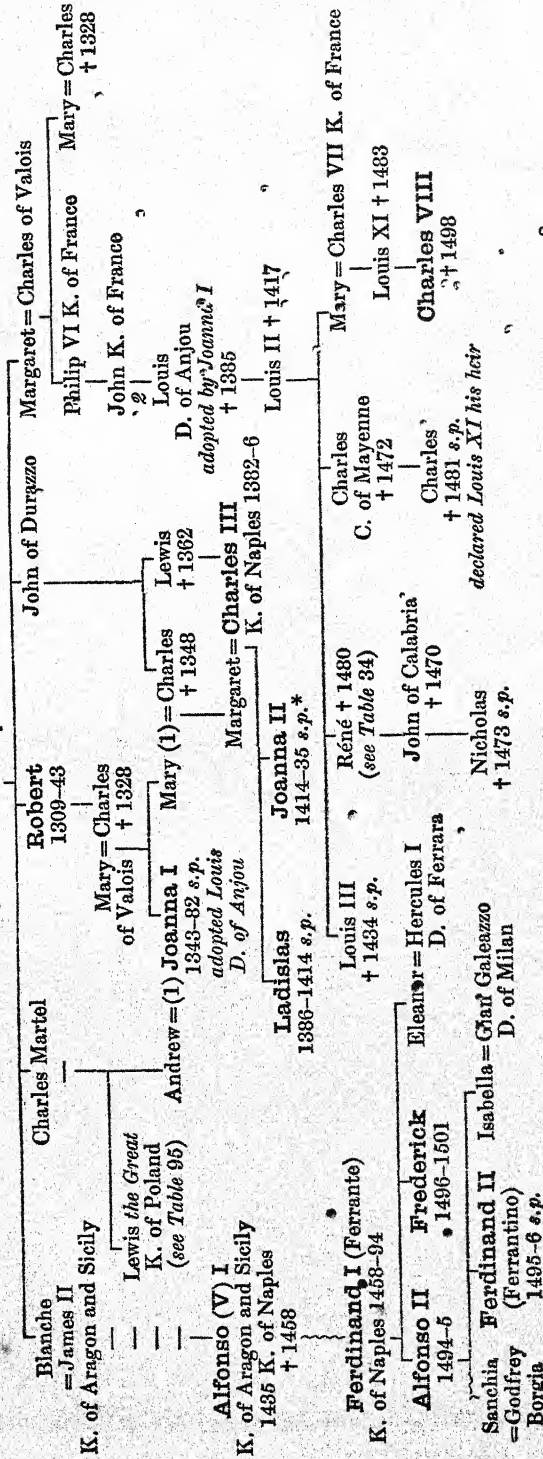 Blanche
=James II
K. of Aragon and Sicily
Charles Martel
Robert
1309–43
John of Durazzo
Margaret=Charles of Valois
Lewis the Great
K. of Poland
(see Table 95)
Andrew=(1) Joanna I
1343–82 s.p.
adopted Louis
D. of Anjou
Mary=Charles
of Valois † 1328
Mary (1)=Charles
† 1348
Lewis
† 1362
Margaret=Charles III
K. of Naples 1382–6
Philip VI K. of France
Mary=Charles
† 1328
John K. of France
2
Louis
D. of Anjou
adopted by Joanna I
† 1385
Louis II † 1417
Alfonso (V) I
K. of Aragon and Sicily
1435 K. of Naples
† 1458
Ladislas
1386–1414 s.p.
Joanna II
1414–35 s.p.*
Louis III
† 1434 s.p.
Réné † 1480
(see Table 34)
Charles
C. of Mayenne
† 1472
Mary=Charles VII K. of France
Ferdinand I (Ferrante)
K. of Naples 1458–94
John of Calabria
† 1470
Charles
† 1481 s.p.
declared Louis XI his heir
Louis XI † 1483
Alfonso II
1494–5
Frederick
1496–1501
Eleanor=Hercules I
D. of Ferrara
Nicholas
† 1473 s.p.
Charles VIII
† 1498
Sanchia
=Godfrey
Borgia
Ferdinand II
(Ferrantino)
1495–6 s.p.
Isabella=Gian Galeazzo
D. of Milan